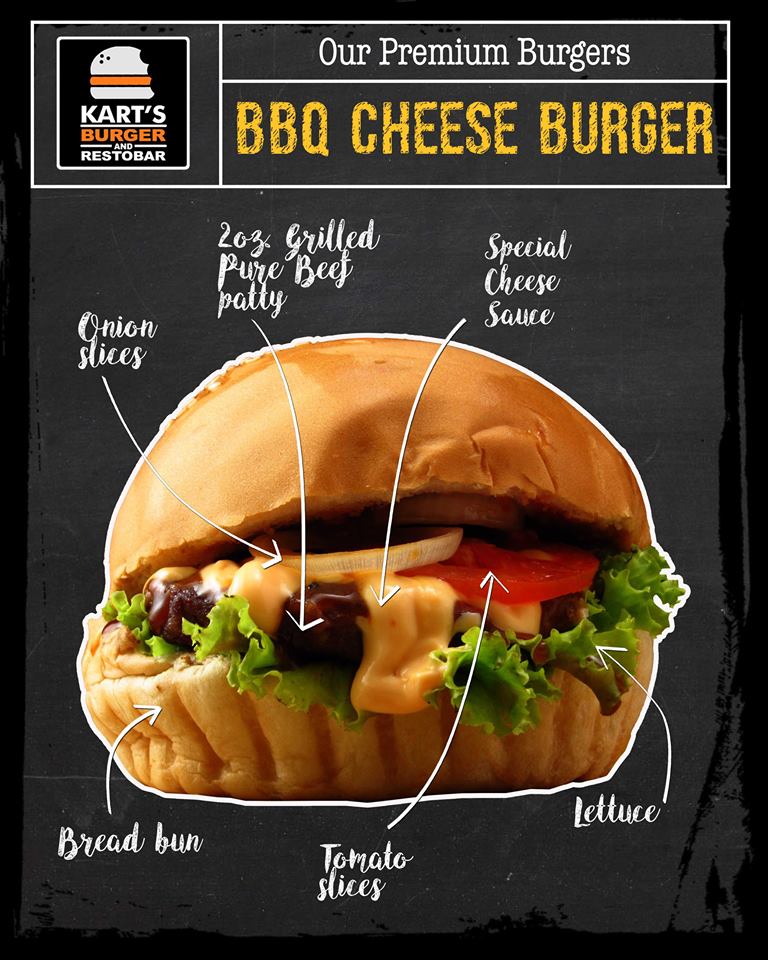 KART'S
BURGER
AND
RESTOBAR
Our Premium Burgers
BBQ CHEESE BURGER
2oz. Grilled
Pure Beef
patty
Special
Cheese
Sauce
Onion
slices
Bread bun
Tomato
slices
Lettuce